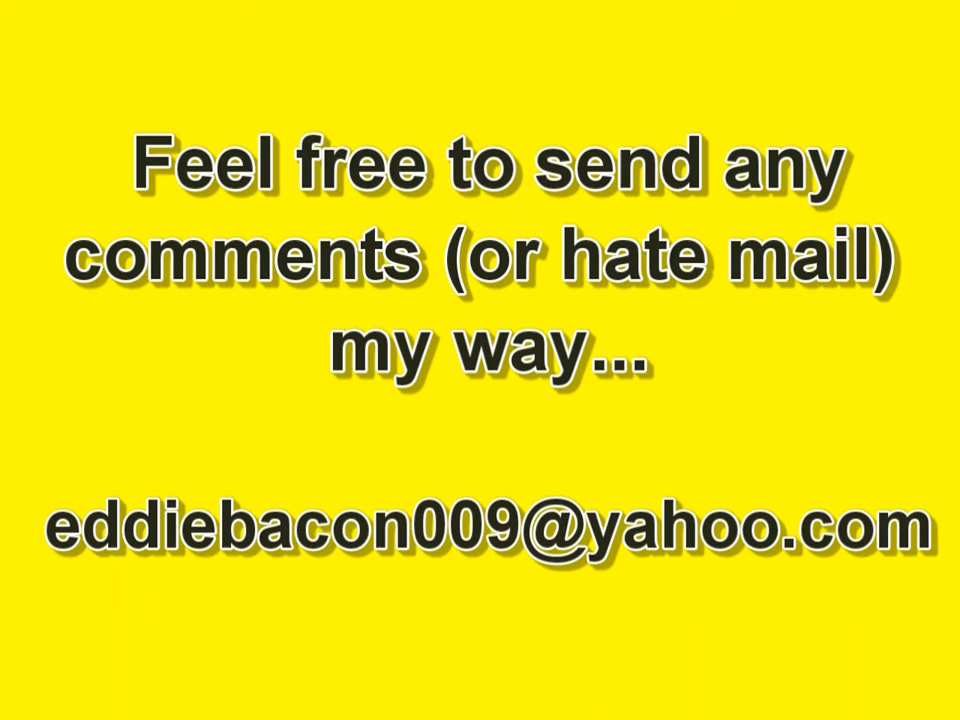 Feel free to send any
comments (or hate mail)
my way...
eddiebacon009@yahoo.com